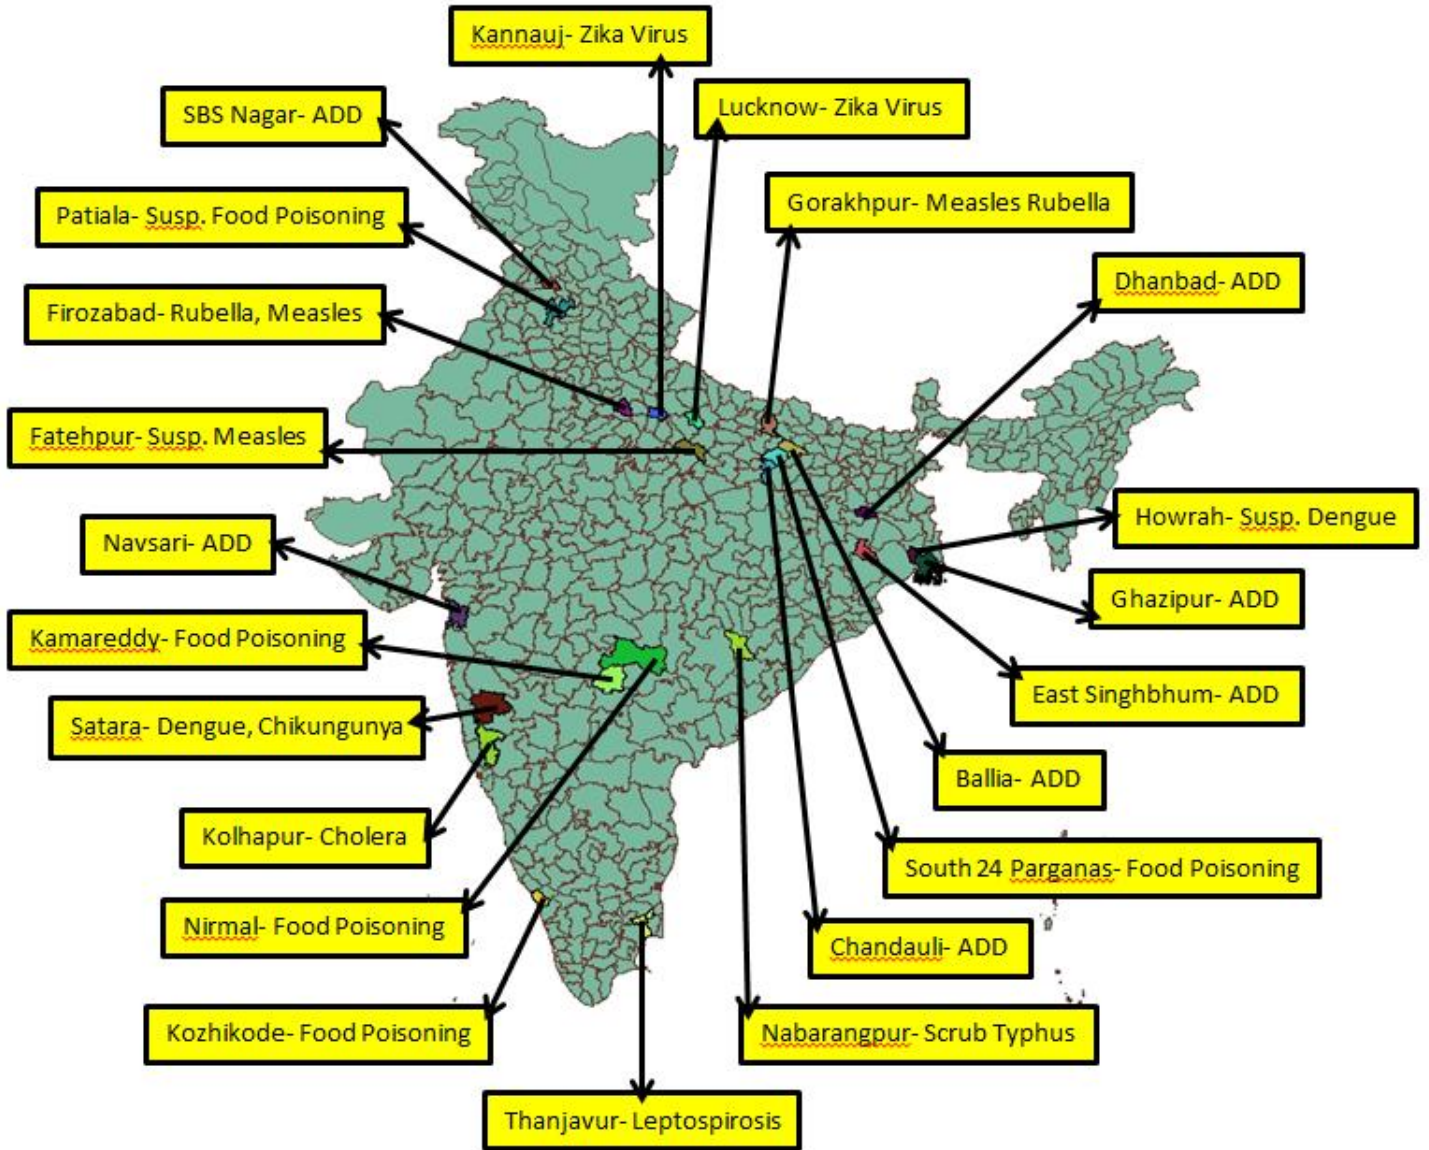 Kannauj- Zika Virus
SBS Nagar- ADD
Lucknow- Zika Virus
Patiala- Susp. Food Poisoning
Gorakhpur- Measles Rubella
Firozabad- Rubella, Measles
Dhanbad- ADD
Fatehpur- Susp. Measles
Howrah- Susp. Dengue
Navsari- ADD
Ghazipur- ADD
Kamareddy- Food Poisoning
East Singhbhum- ADD
Satara- Dengue, Chikungunya
Ballia- ADD
Kolhapur- Cholera
South 24 Parganas- Food Poisoning
Nirmal- Food Poisoning
Chandauli- ADD
Kozhikode- Food Poisoning
Nabarangpur- Scrub Typhus
Thanjavur- Leptospirosis